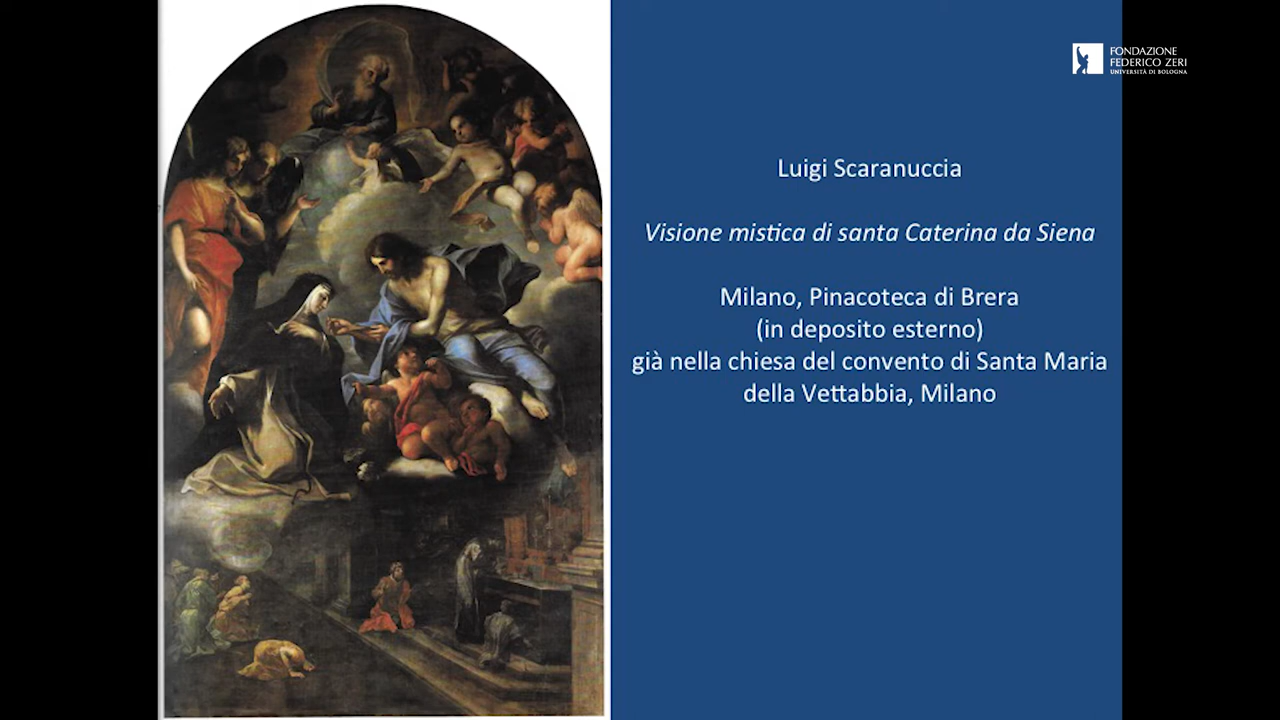 FONDAZIONE
FEDERICO ZERI
UNIVERSITÀ DI BOLOGNA
Luigi Scaranuccia
Visione mistica di santa Caterina da Siena
Milano, Pinacoteca di Brera
(in deposito esterno)
già nella chiesa del convento di Santa Maria
della Vettabbia, Milano